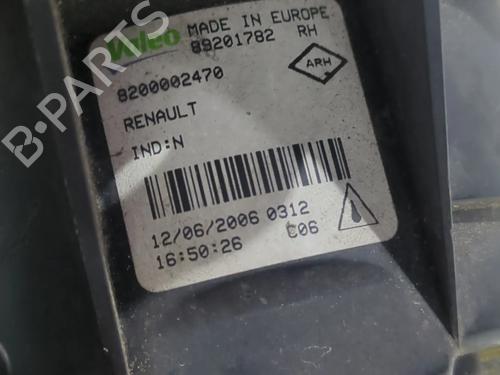 Valeo MADE IN EUROPE
89201782 RH
8200002470
ARH
RENAULT
IND:N
12/06/2006 0312
16:50:26 C06
B-PARTS